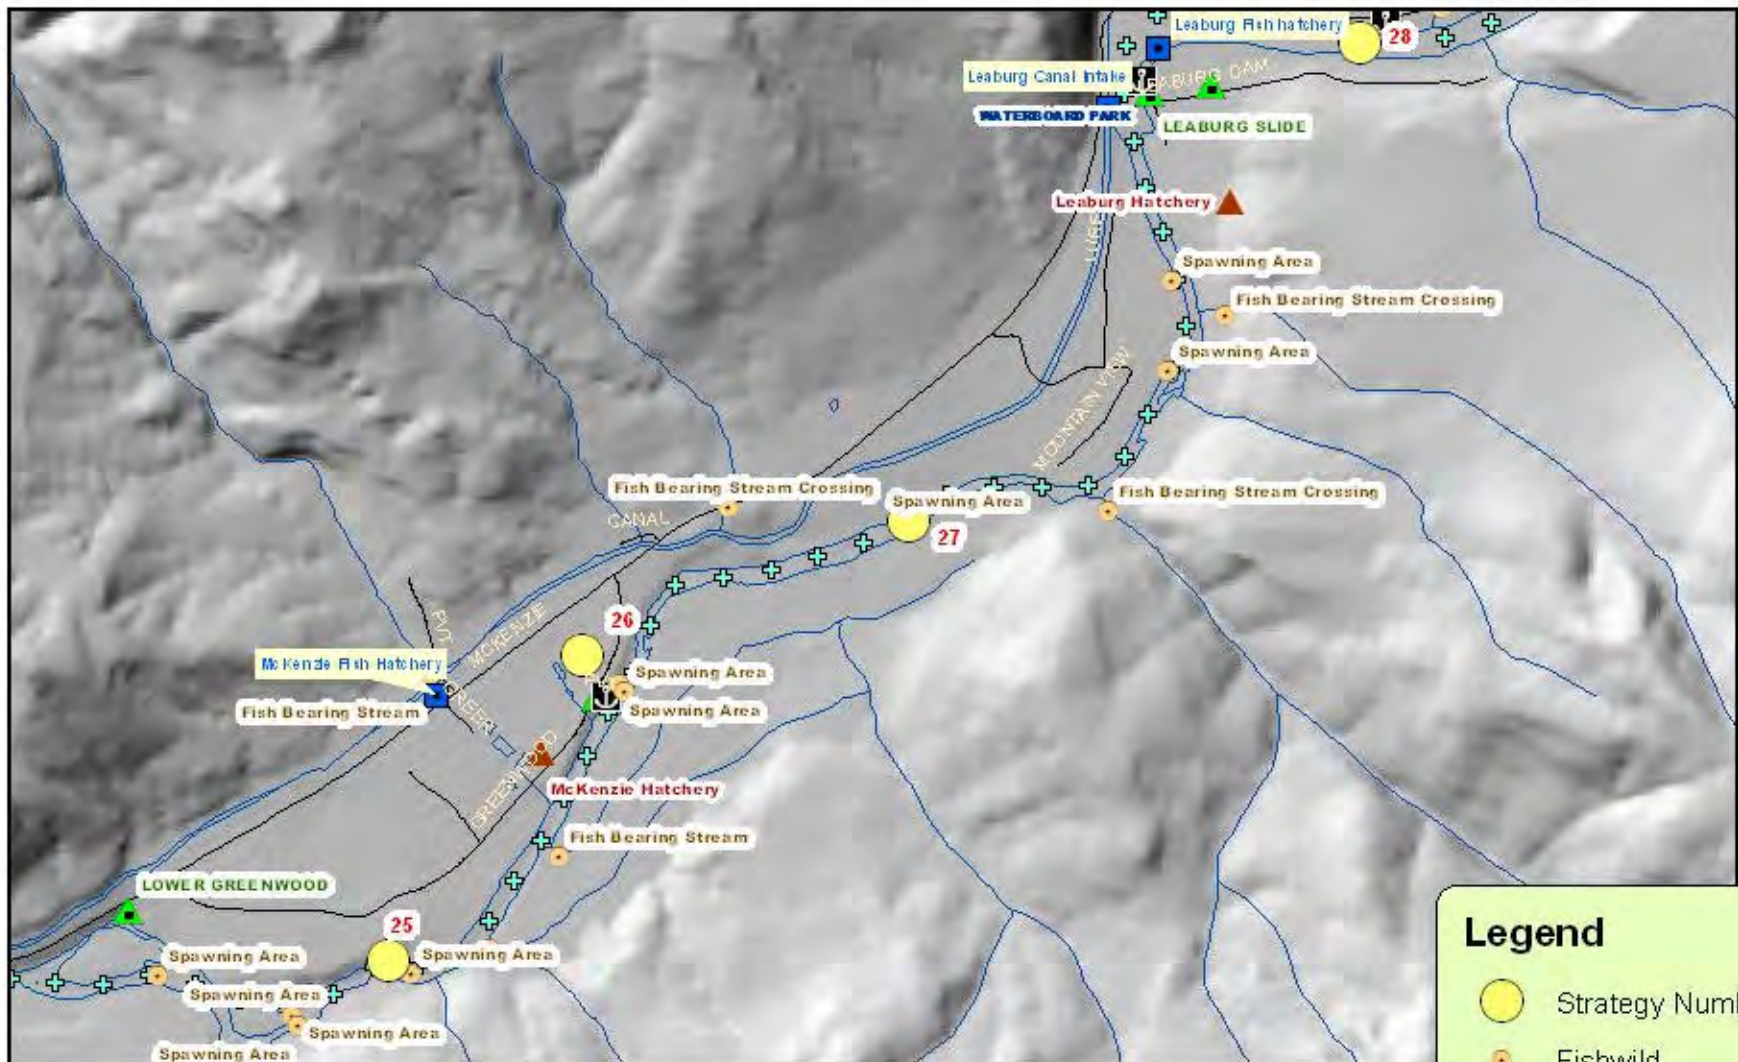 Leaburg Fish hatchery
28
Leaburg Canal Intake
LEABURG DAM
WATERBOARD PARK
LEABURG SLIDE
Leaburg Hatchery
Spawning Area
Fish Bearing Stream Crossing
Spawning Area
MOUNTAIN VIEW
Fish Bearing Stream Crossing
Spawning Area
Fish Bearing Stream Crossing
CANAL
27
26
PVT
MCKENZIE
McKenzie Fish Hatchery
Spawning Area
Fish Bearing Stream
GREER
Spawning Area
GREENWOOD
McKenzie Hatchery
Fish Bearing Stream
LOWER GREENWOOD
25
Spawning Area
Spawning Area
Spawning Area
Spawning Area
Spawning Area
Legend
Strategy Num
Fishwild